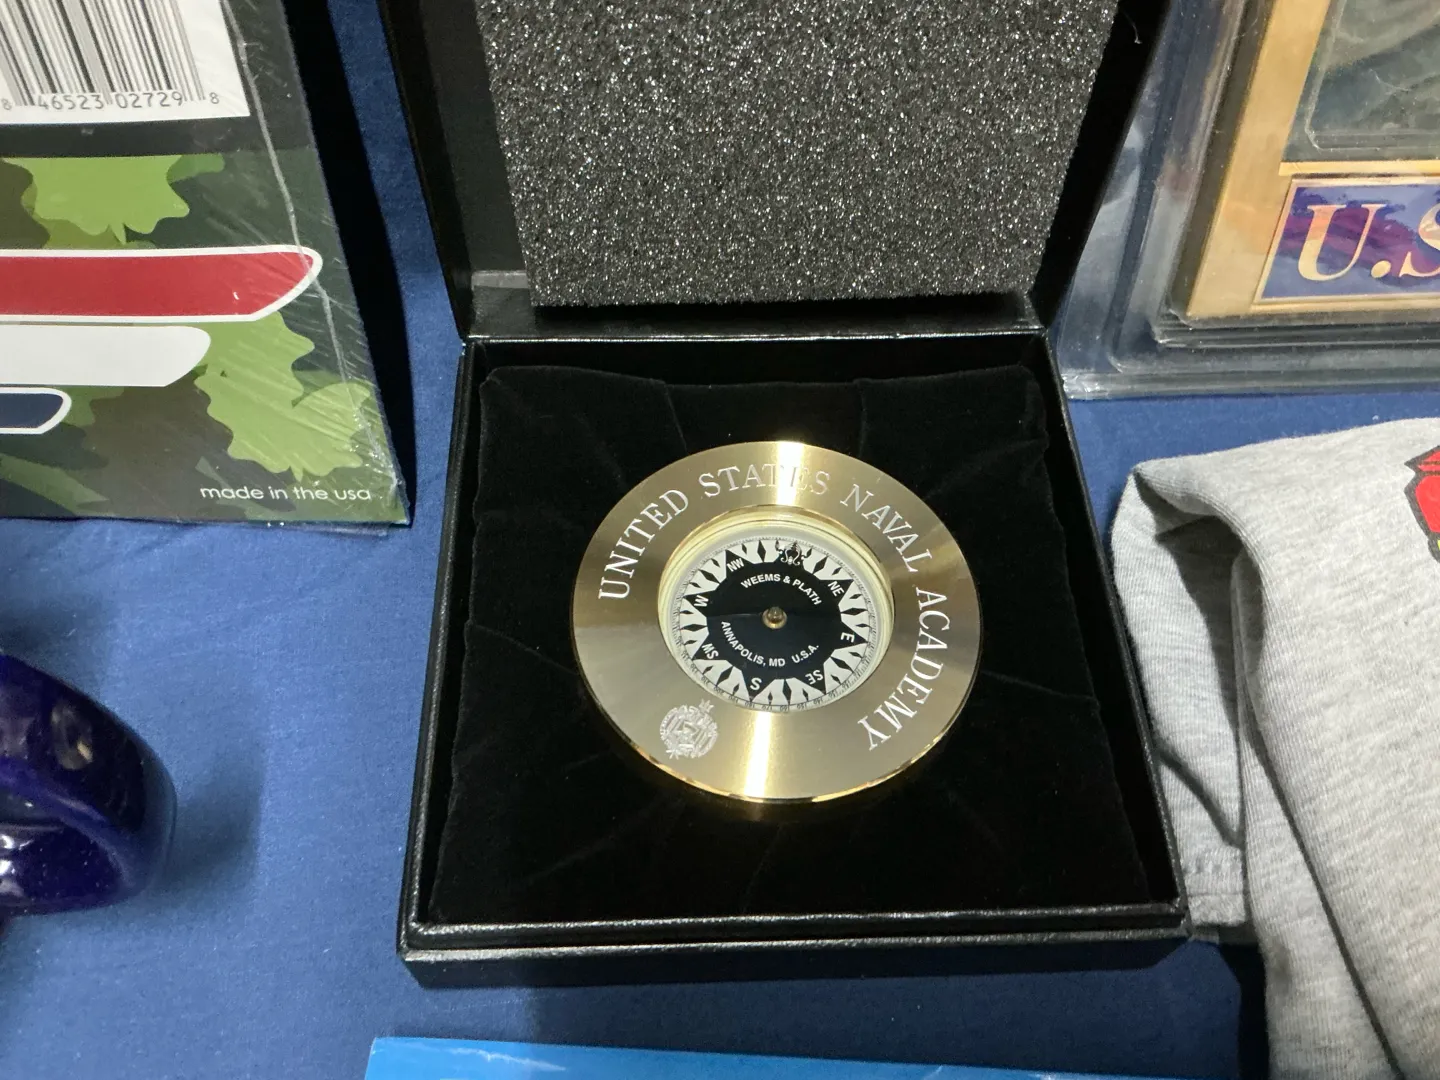 8 46523 02729 8
made in the usa
U.S
UNITED STATES NAVAL ACADEMY
WEEMS & PLATH
ANNAPOLIS, MD U.S.A.
NW
NE
W
E
SW
SE
S